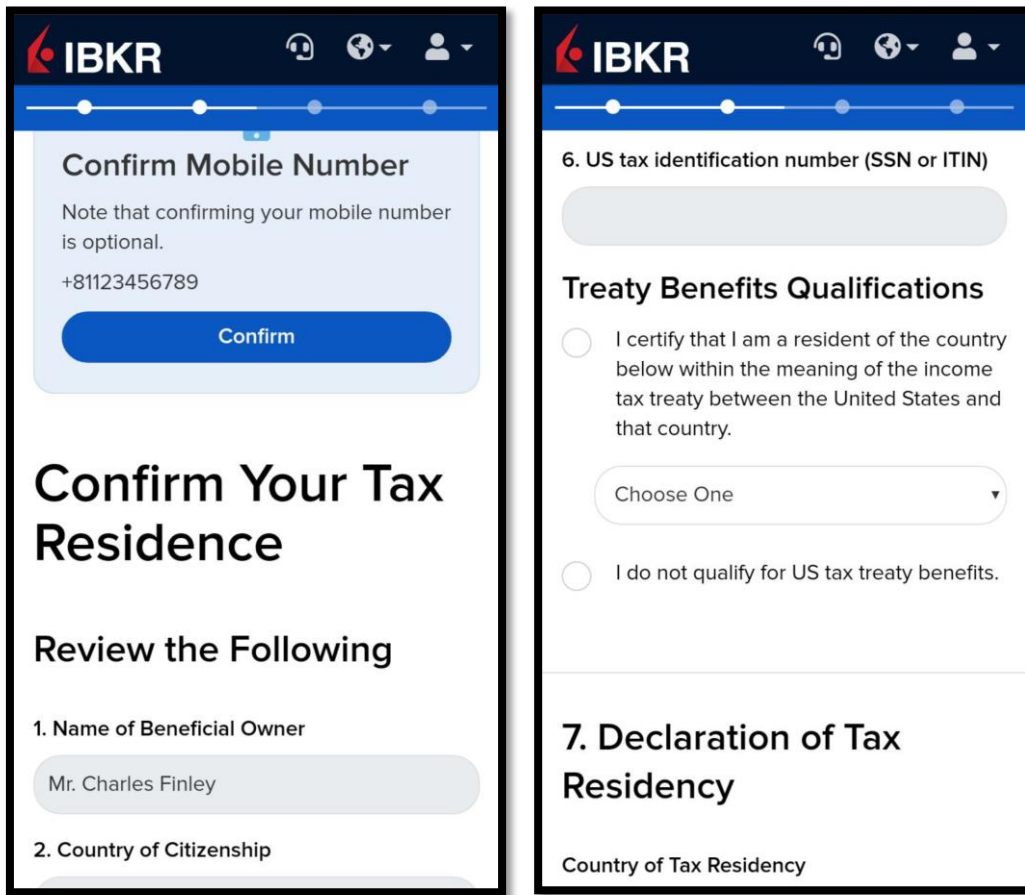 IBKR
Confirm Mobile Number
Note that confirming your mobile number
is optional.
+81123456789
Confirm
Confirm Your Tax
Residence
Review the Following
1. Name of Beneficial Owner
Mr. Charles Finley
2. Country of Citizenship
IBKR
6. US tax identification number (SSN or ITIN)
Treaty Benefits Qualifications
I certify that I am a resident of the country
below within the meaning of the income
tax treaty between the United States and
that country.
Choose One
I do not qualify for US tax treaty benefits.
7. Declaration of Tax
Residency
Country of Tax Residency